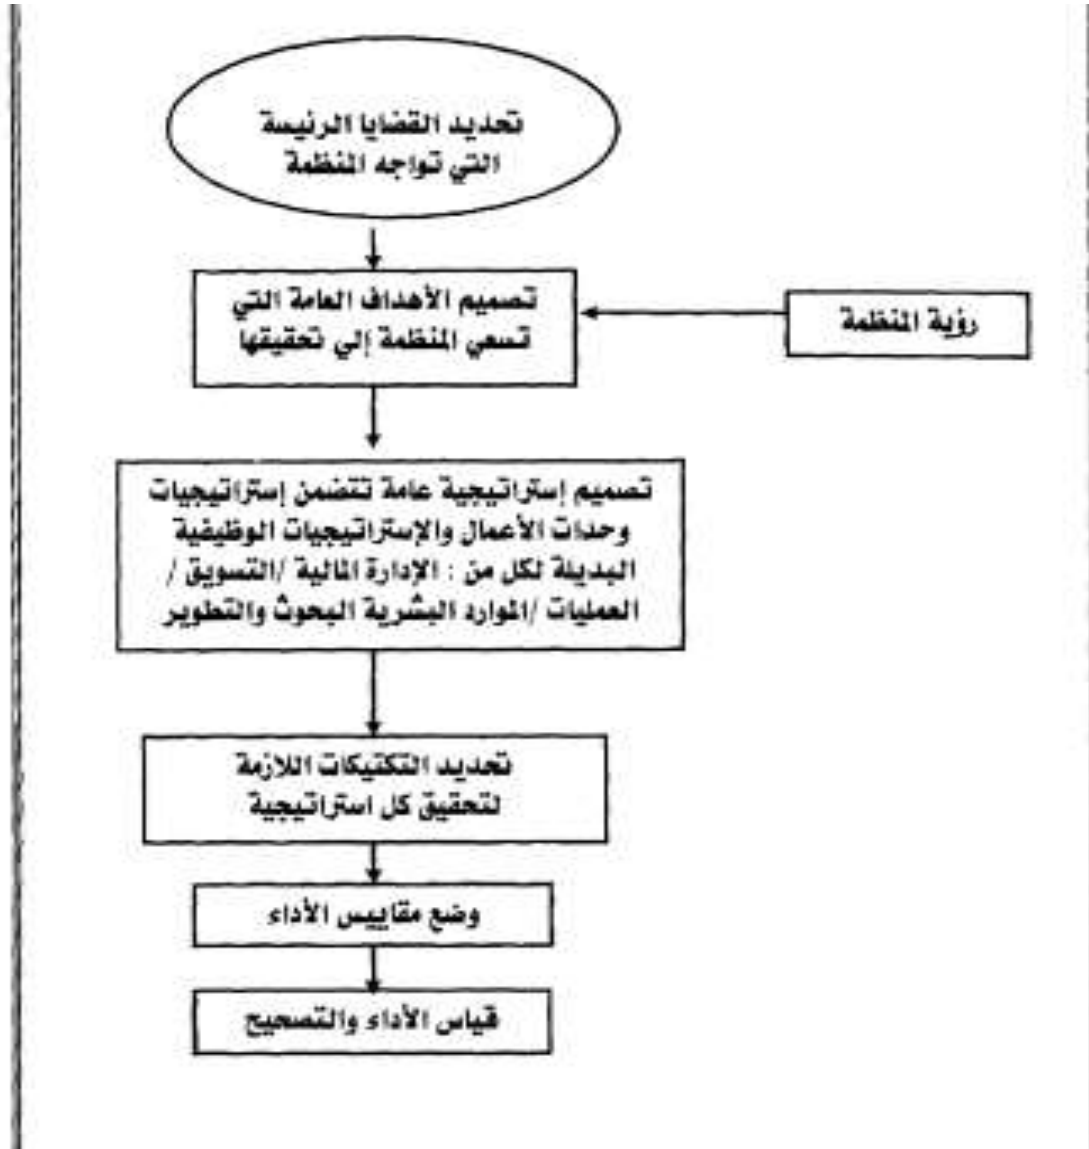 تحديد القضايا الرئيسة
التي تواجه المنظمة
تصميم الأهداف العامة التي
تسعي المنظمة إلي تحقيقها
رؤية المنظمة
تصميم إستراتيجية عامة تتضمن إستراتيجيات
وحدات الأعمال والإستراتيجيات الوظيفية
البديلة لكل من : الإدارة المالية /التسويق /
العمليات /الموارد البشرية البحوث والتطوير
تحديد التكتيكات اللازمة
لتحقيق كل استراتيجية
وضع مقاييس الأداء
قياس الأداء والتصحيح